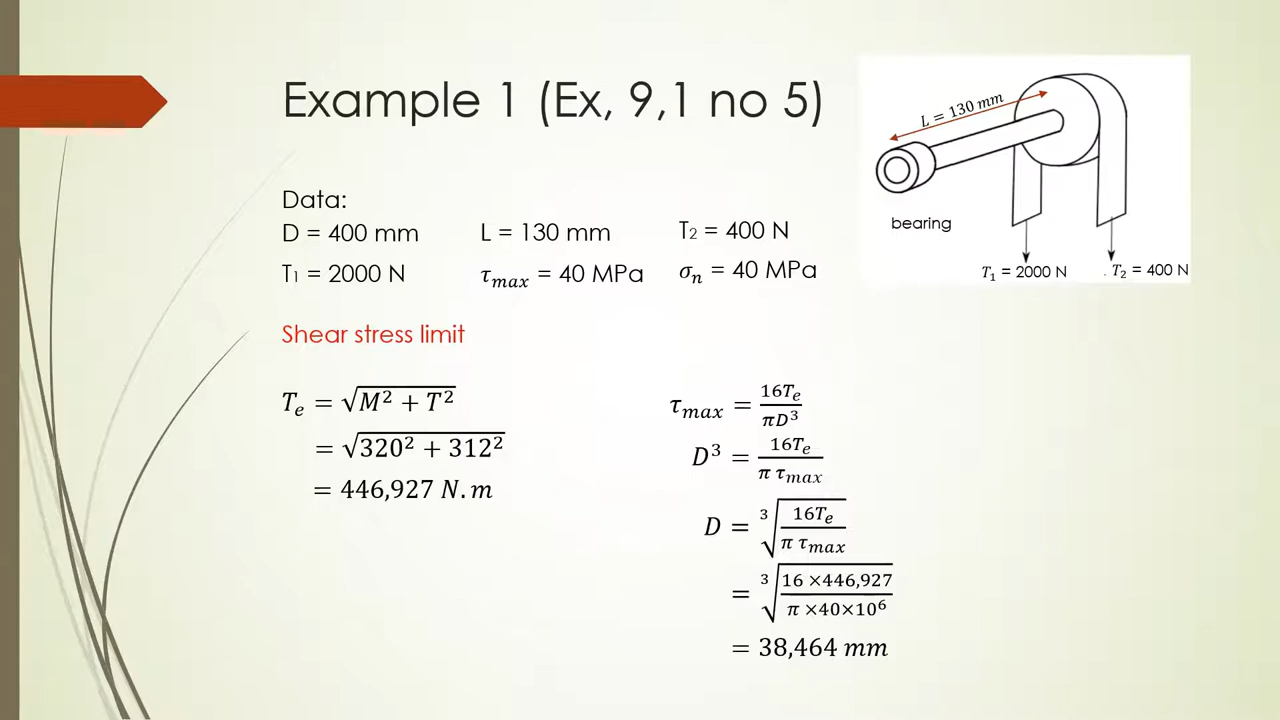 Example 1 (Ex, 9,1 no 5)
L = 130 mm
bearing
T₁ = 2000 N
. T₂ = 400 N
Data:
D = 400 mm L = 130 mm T₂ = 400 N
T₁ = 2000 N τₘₐₓ = 40 MPa σₙ = 40 MPa
Shear stress limit
Tₑ = √(M² + T²)
= √(320² + 312²)
= 446,927 N.m
τₘₐₓ = 16Tₑ/πD³
D³ = 16Tₑ/π τₘₐₓ
D = ∛(16Tₑ/π τₘₐₓ)
= ∛(16 ×446,927/π ×40×10⁶)
= 38,464 mm